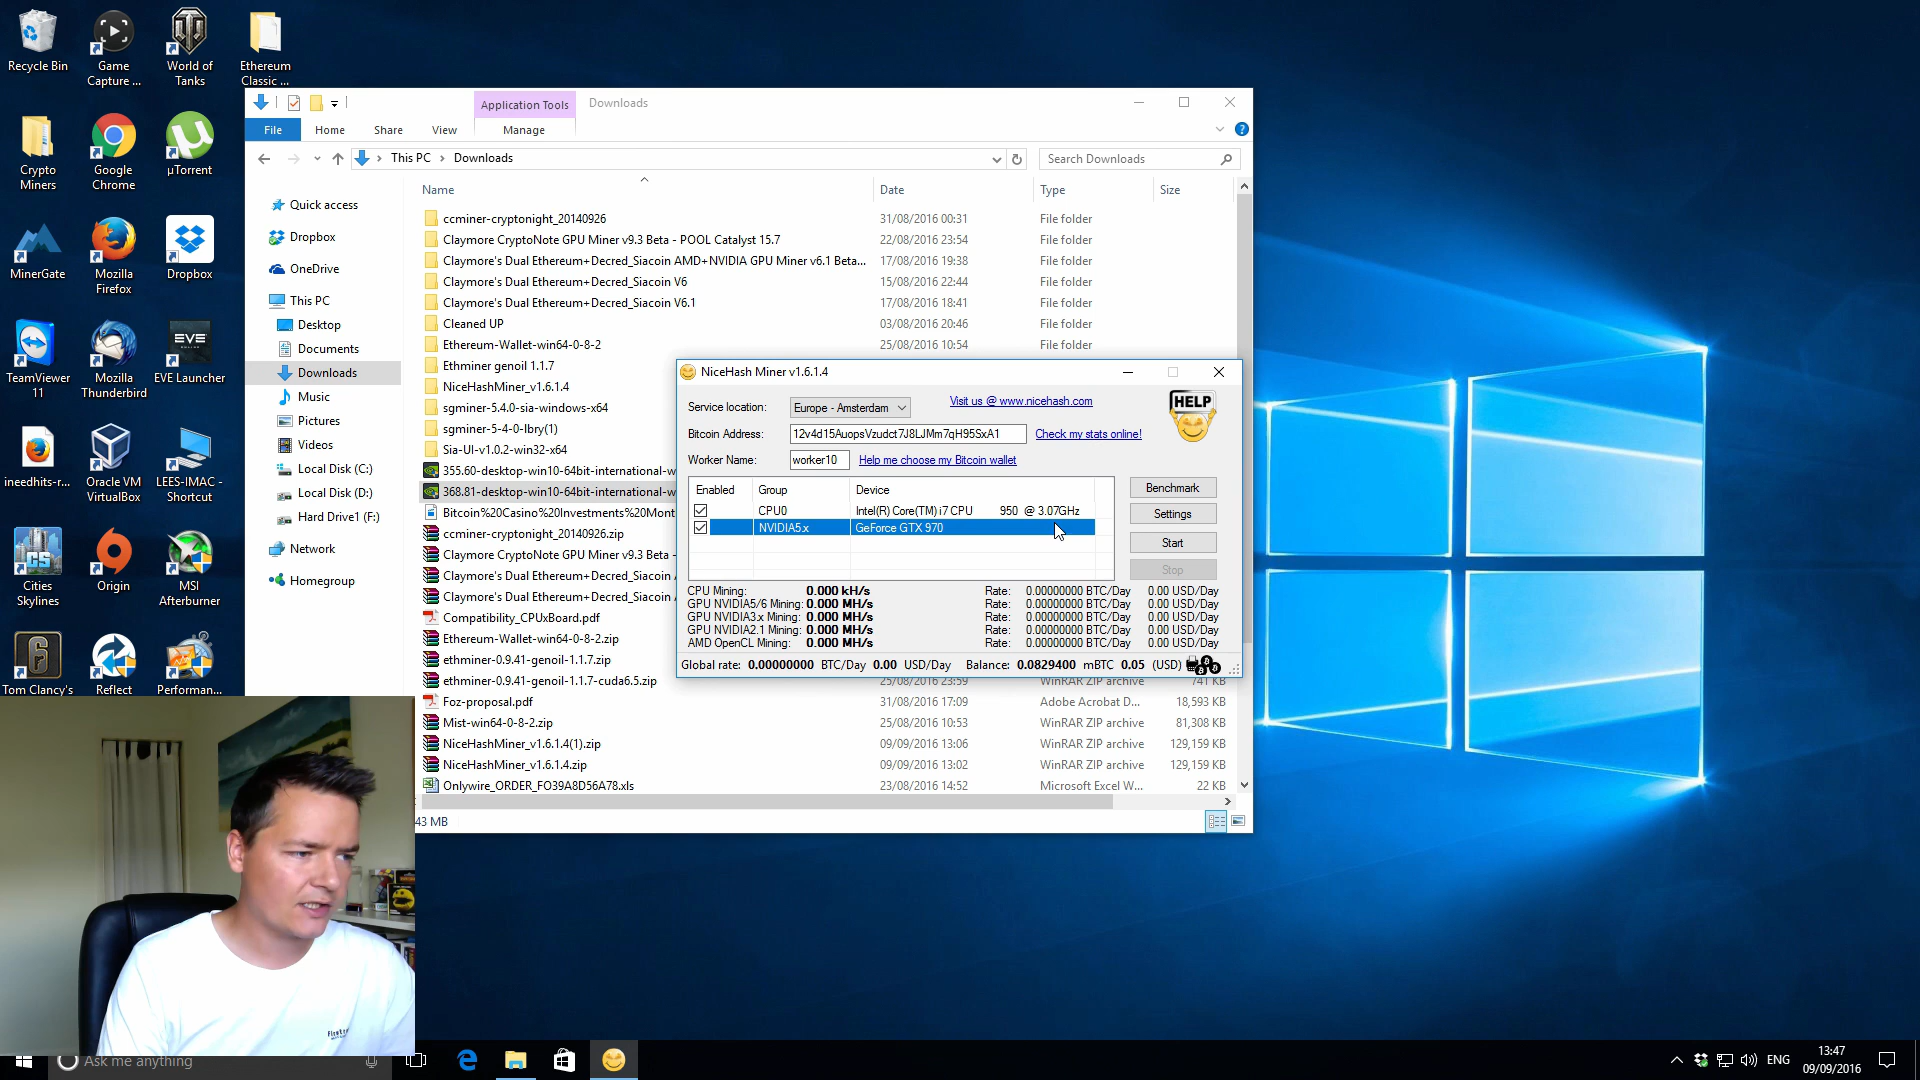 Recycle Bin
Game Capture ...
World of Tanks
Ethereum Classic ...
Crypto Miners
Google Chrome
µTorrent
MinerGate
Mozilla Firefox
Dropbox
TeamViewer 11
Mozilla Thunderbird
EVE
EVE Launcher
ineedhits-r...
Oracle VM VirtualBox
LEES-IMAC - Shortcut
CS
Cities Skylines
Origin
MSI Afterburner
Tom Clancy's
Reflect
Performan...
Application Tools
Downloads
File
Home
Share
View
Manage
This PC
Downloads
Search Downloads
Quick access
Dropbox
OneDrive
This PC
Desktop
Documents
Downloads
Music
Pictures
Videos
Local Disk (C:)
Local Disk (D:)
Hard Drive1 (F:)
Network
Homegroup
Name Date Type Size
ccminer-cryptonight_20140926 31/08/2016 00:31 File folder
Claymore CryptoNote GPU Miner v9.3 Beta - POOL Catalyst 15.7 22/08/2016 23:54 File folder
Claymore's Dual Ethereum+Decred_Siacoin AMD+NVIDIA GPU Miner v6.1 Beta... 17/08/2016 19:38 File folder
Claymore's Dual Ethereum+Decred_Siacoin V6 15/08/2016 22:44 File folder
Claymore's Dual Ethereum+Decred_Siacoin V6.1 17/08/2016 18:41 File folder
Cleaned UP 03/08/2016 20:46 File folder
Ethereum-Wallet-win64-0-8-2 25/08/2016 10:54 File folder
Ethminer genoil 1.1.7
NiceHashMiner_v1.6.1.4
sgminer-5.4.0-sia-windows-x64
sgminer-5-4-0-lbry(1)
Sia-UI-v1.0.2-win32-x64
355.60-desktop-win10-64bit-international-w
368.81-desktop-win10-64bit-international-w
Bitcoin%20Casino%20Investments%20Mont
ccminer-cryptonight_20140926.zip
Claymore CryptoNote GPU Miner v9.3 Beta -
Claymore's Dual Ethereum+Decred_Siacoin
Claymore's Dual Ethereum+Decred_Siacoin
Compatibility_CPUxBoard.pdf
Ethereum-Wallet-win64-0-8-2.zip
ethminer-0.9.41-genoil-1.1.7.zip
ethminer-0.9.41-genoil-1.1.7-cuda6.5.zip 25/08/2016 23:59 WinRAR ZIP archive 741 KB
Foz-proposal.pdf 31/08/2016 17:09 Adobe Acrobat D... 18,593 KB
Mist-win64-0-8-2.zip 25/08/2016 10:53 WinRAR ZIP archive 81,308 KB
NiceHashMiner_v1.6.1.4(1).zip 09/09/2016 13:06 WinRAR ZIP archive 129,159 KB
NiceHashMiner_v1.6.1.4.zip 09/09/2016 13:02 WinRAR ZIP archive 129,159 KB
Onlywire_ORDER_FO39A8D56A78.xls 23/08/2016 14:52 Microsoft Excel W... 22 KB
43 MB
NiceHash Miner v1.6.1.4
Service location: Europe - Amsterdam Visit us @ www.nicehash.com
HELP
Bitcoin Address: 12v4d15AuopsVzudct7J8LJMm7qH95SxA1 Check my stats online!
Worker Name: worker10 Help me choose my Bitcoin wallet
Enabled Group Device
CPU0 Intel(R) Core(TM) i7 CPU 950 @ 3.07GHz
NVIDIA5.x GeForce GTX 970
Benchmark
Settings
Start
Stop
CPU Mining: 0.000 kH/s Rate: 0.00000000 BTC/Day 0.00 USD/Day
GPU NVIDIA5/6 Mining: 0.000 MH/s Rate: 0.00000000 BTC/Day 0.00 USD/Day
GPU NVIDIA3.x Mining: 0.000 MH/s Rate: 0.00000000 BTC/Day 0.00 USD/Day
GPU NVIDIA2.1 Mining: 0.000 MH/s Rate: 0.00000000 BTC/Day 0.00 USD/Day
AMD OpenCL Mining: 0.000 MH/s Rate: 0.00000000 BTC/Day 0.00 USD/Day
Global rate: 0.00000000 BTC/Day 0.00 USD/Day Balance: 0.0829400 mBTC 0.05 (USD)
Ask me anything
ENG
13:47
09/09/2016